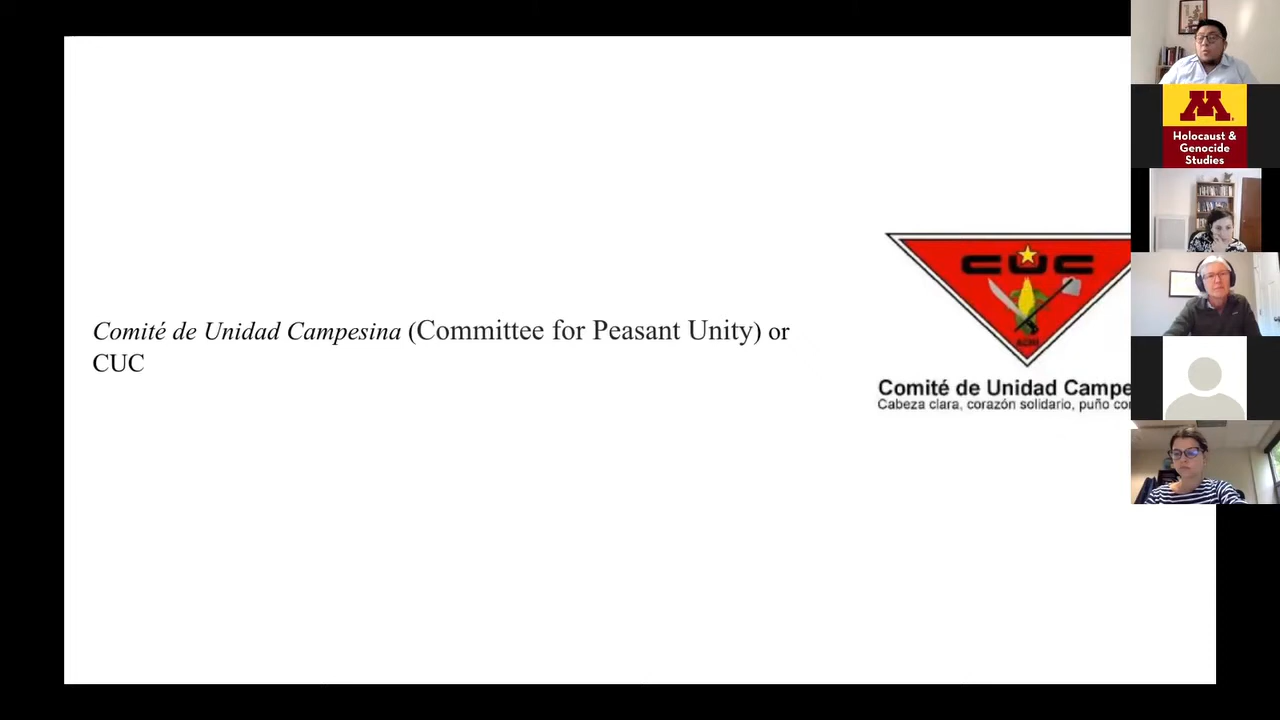 Comité de Unidad Campesina (Committee for Peasant Unity) or
CUC
CUC
Comité de Unidad Campe
Cabeza clara, corazón solidario, puño co
M
Holocaust &
Genocide
Studies